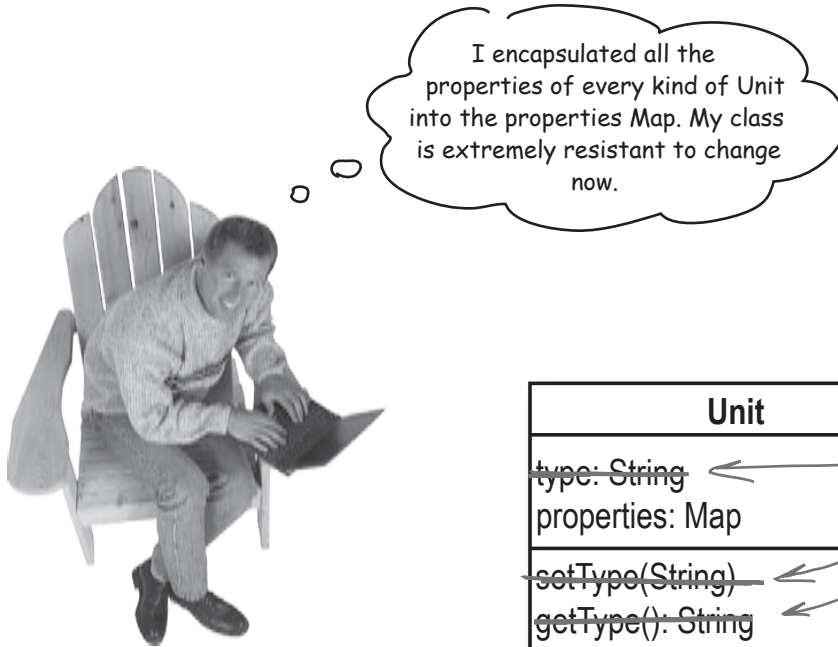 I encapsulated all the
properties of every kind of Unit
into the properties Map. My class
is extremely resistant to change
now.
Unit
type: String
properties: Map
setType(String)
getType(): String